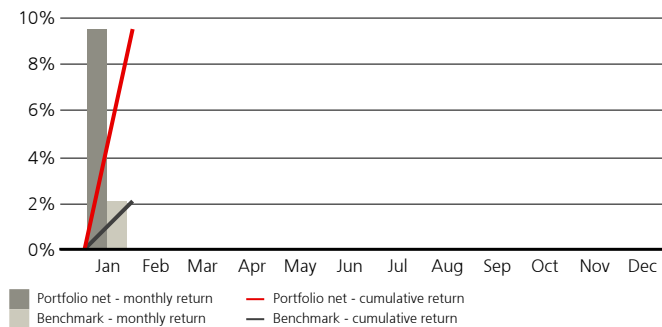 10%
8%
6%
4%
2%
0%
Jan Feb Mar Apr May Jun Jul Aug Sep Oct Nov Dec
Portfolio net - monthly return Portfolio net - cumulative return
Benchmark - monthly return Benchmark - cumulative return